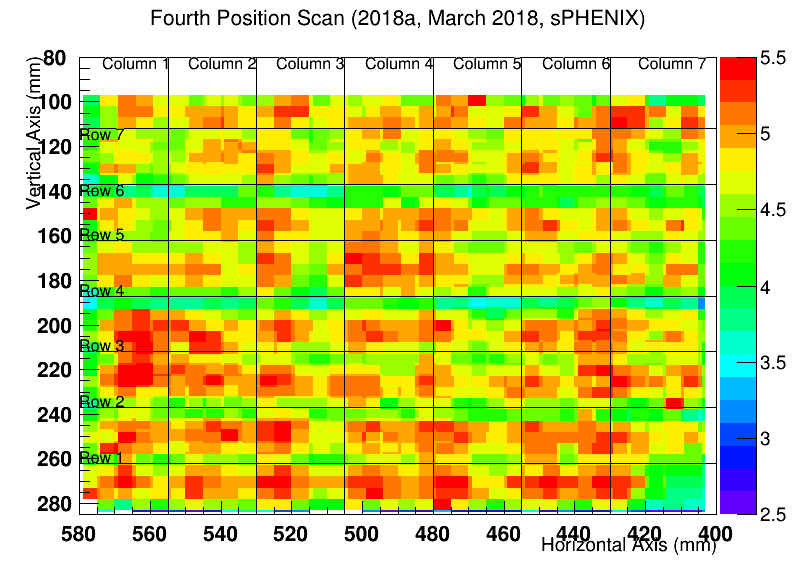 Fourth Position Scan (2018a, March 2018, sPHENIX)
Column 1 Column 2 Column 3 Column 4 Column 5 Column 6 Column 7
Vertical Axis (mm)
80
100
120
140
160
180
200
220
240
260
280
Row 7
Row 6
Row 5
Row 4
Row 3
Row 2
Row 1
580 560 540 520 500 480 460 440 420 400
Horizontal Axis (mm)
5.5
5
4.5
4
3.5
3
2.5